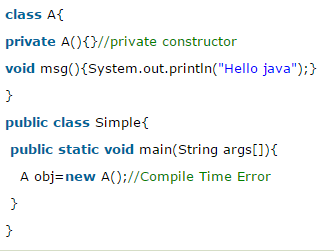 class A{
private A(){}//private constructor
void msg(){System.out.println("Hello java");}
}
public class Simple{
 public static void main(String args[]){
   A obj=new A();//Compile Time Error
 }
}